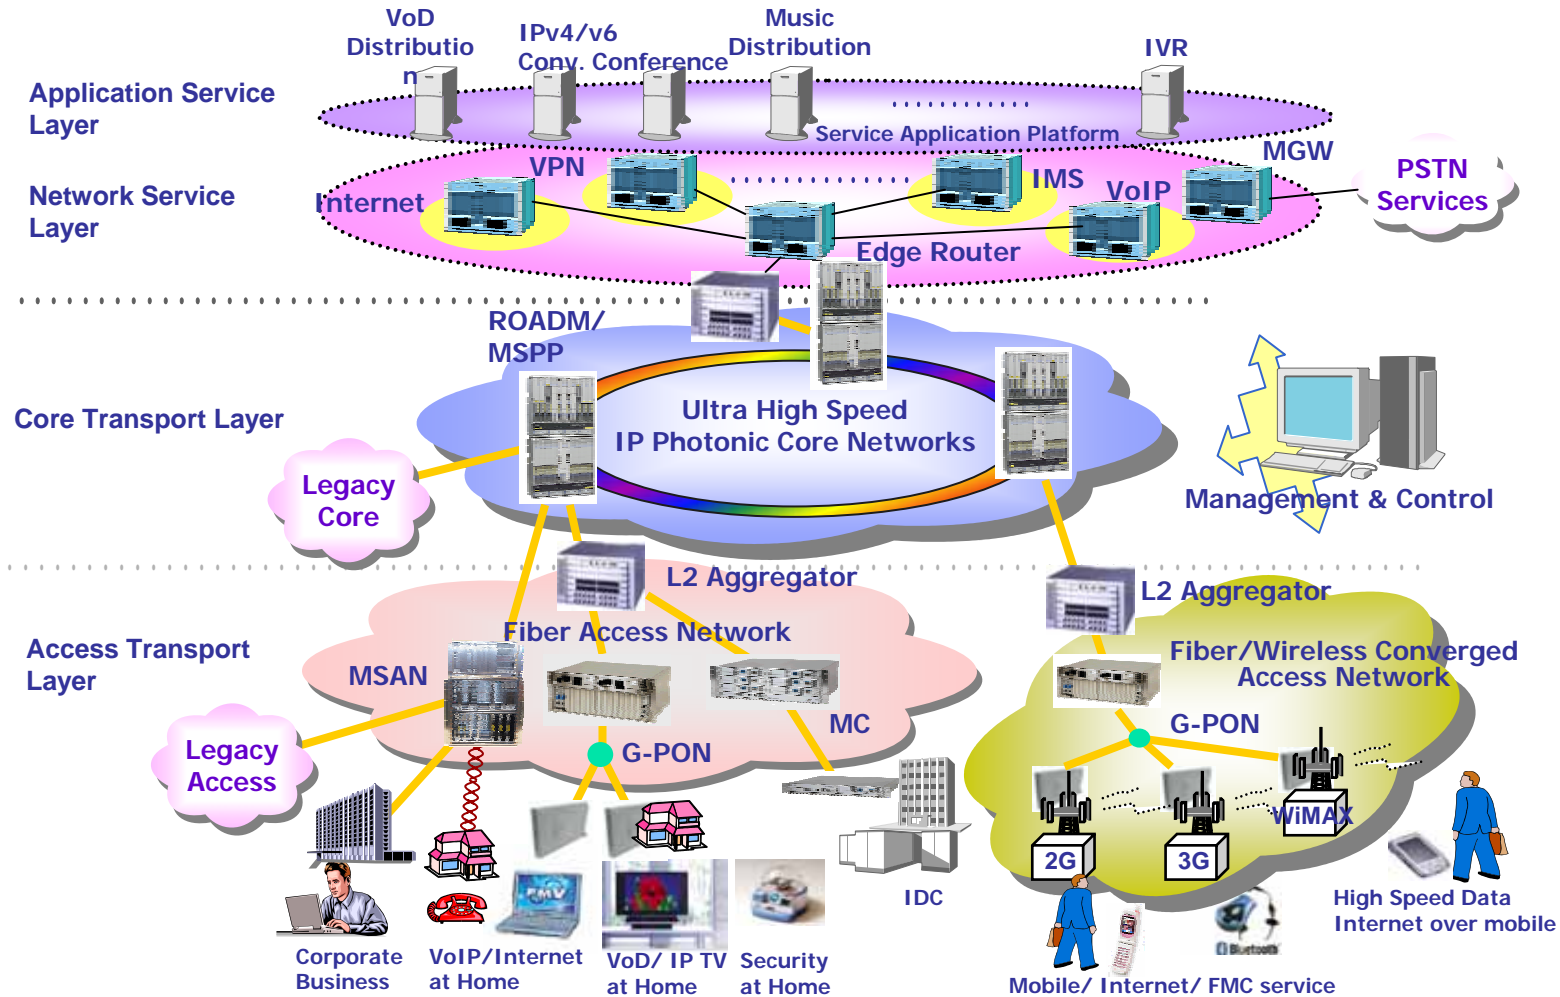 VoD
Distributio
n
IPv4/v6
Conv.
Conference
Music
Distribution
IVR
Application Service
Layer
Service Application Platform
Network Service
Layer
Internet
VPN
IMS
VoIP
MGW
PSTN
Services
Edge Router
ROADM/
MSPP
Core Transport Layer
Ultra High Speed
IP Photonic Core Networks
Legacy
Core
Management & Control
L2 Aggregator
L2 Aggregator
Access Transport
Layer
Fiber Access Network
MSAN
MC
G-PON
Fiber/Wireless Converged
Access Network
G-PON
Legacy
Access
WiMAX
2G
3G
IDC
FMV
Bluetooth
High Speed Data
Internet over mobile
Corporate
Business
VoIP/Internet
at Home
VoD/ IP TV
at Home
Security
at Home
Mobile/ Internet/ FMC service